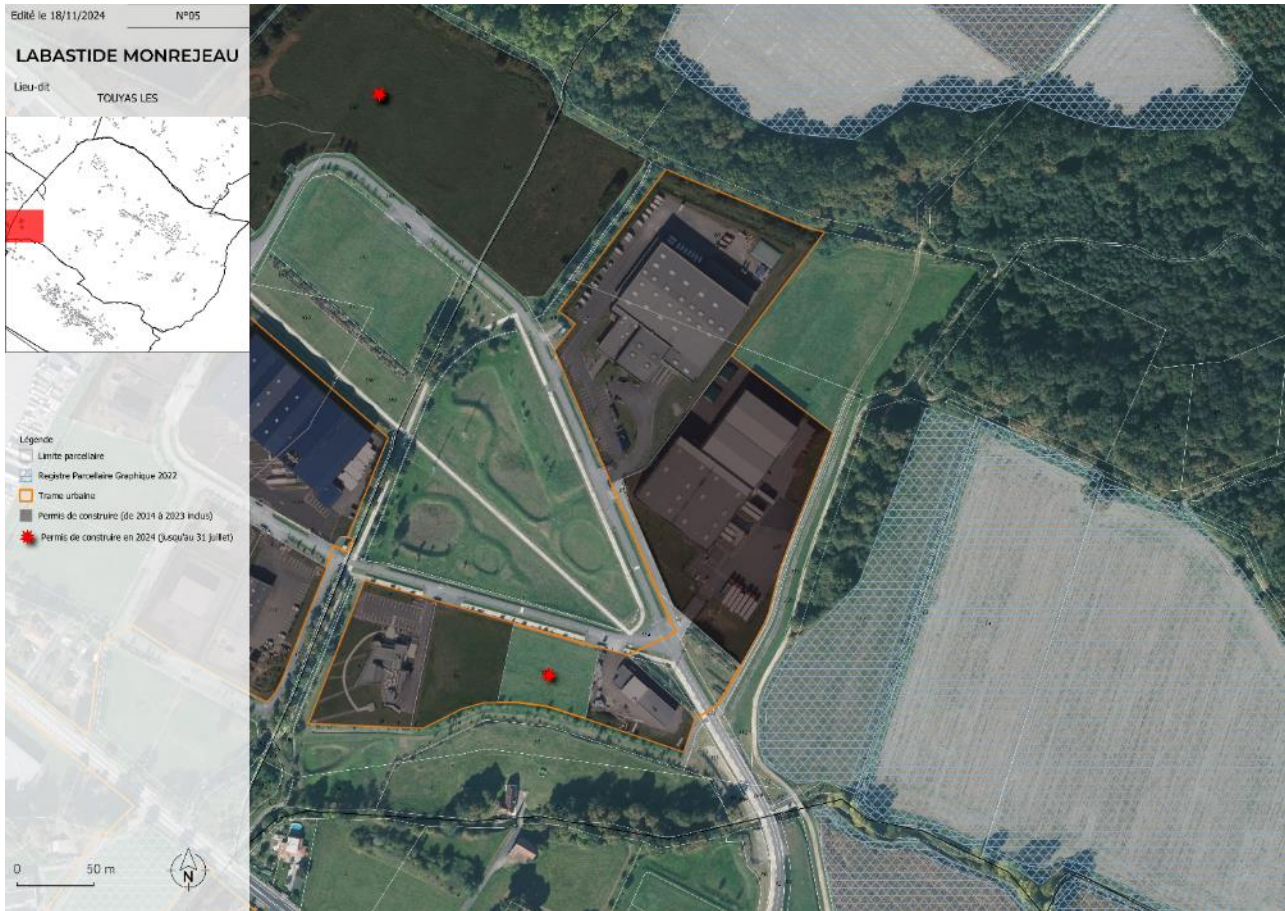 Edité le 18/11/2024 N°05
LABASTIDE MONREJEAU
Lieu-dit
TOUYAS LES
Légende
Limite parcellaire
Registre Parcellaire Graphique 2022
Trame urbaine
Permis de construire (de 2014 à 2023 inclus)
Permis de construire en 2024 (jusqu'au 31 juillet)
0 50 m
N